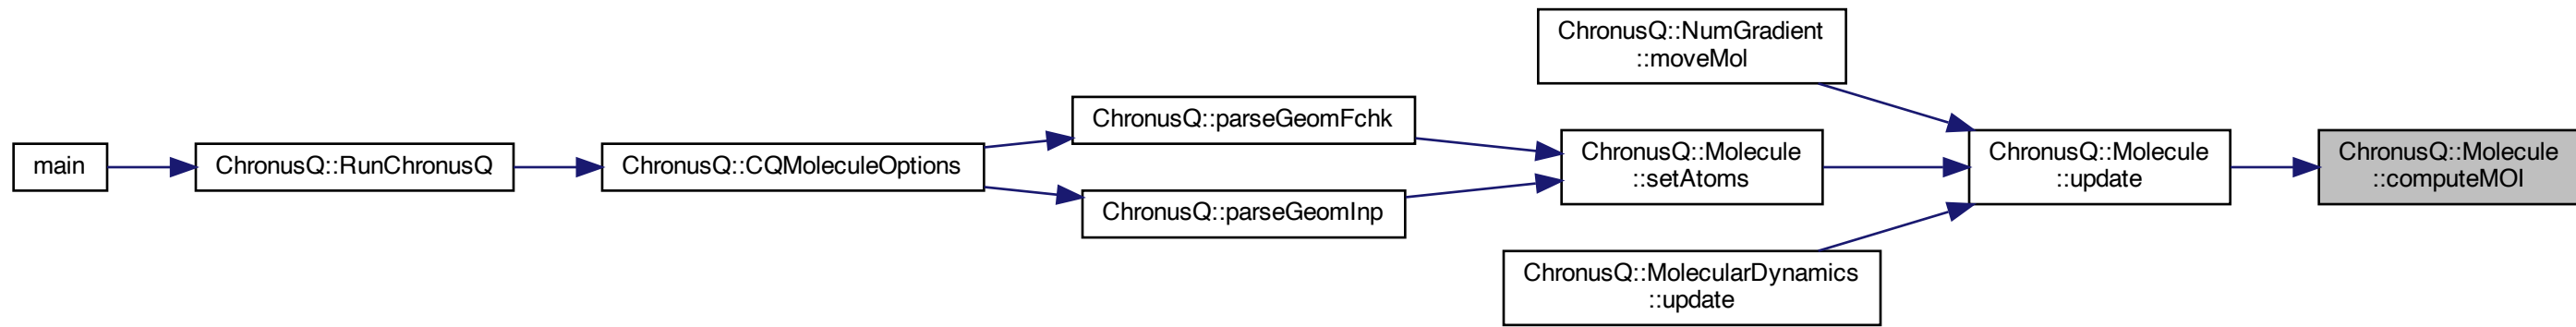 main
ChronusQ::RunChronusQ
ChronusQ::CQMoleculeOptions
ChronusQ::parseGeomFchk
ChronusQ::parseGeomInp
ChronusQ::NumGradient
::moveMol
ChronusQ::Molecule
::setAtoms
ChronusQ::MolecularDynamics
::update
ChronusQ::Molecule
::update
ChronusQ::Molecule
::computeMOI